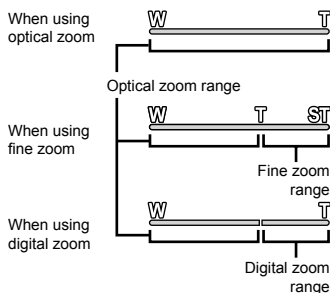 When using
optical zoom
W T
Optical zoom range
When using
fine zoom
W T ST
Fine zoom
range
When using
digital zoom
W T
Digital zoom
range